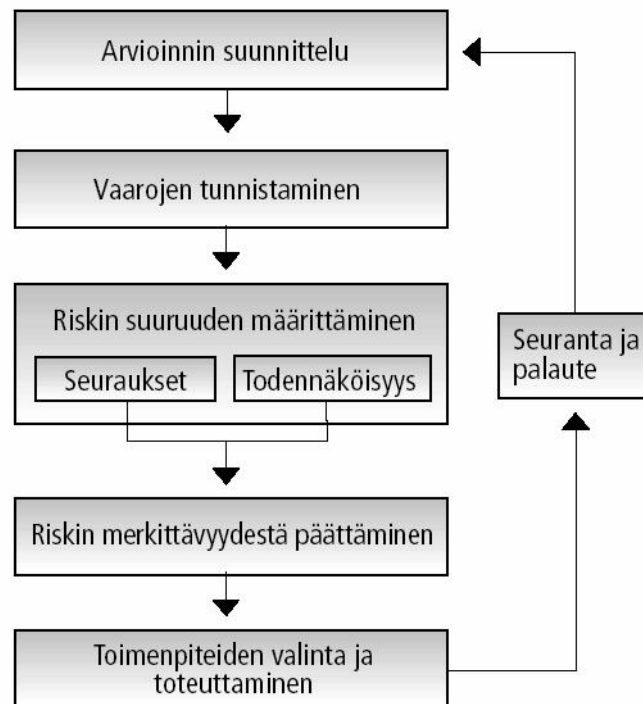 Arvioinnin suunnittelu
Vaarojen tunnistaminen
Riskin suuruuden määrittäminen
Seuraukset
Todennäköisyys
Seuranta ja
palaute
Riskin merkittävyydestä päättäminen
Toimenpiteiden valinta ja
toteuttaminen